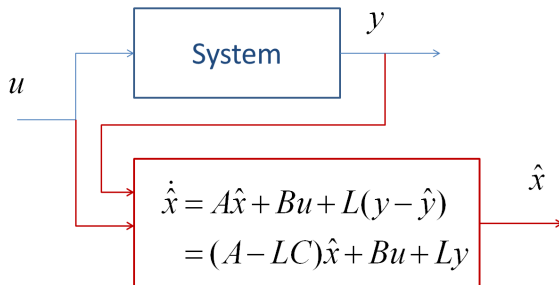 y
System
u
x̂
x̂̇ = Ax̂ + Bu + L(y − ŷ)
= (A − LC)x̂ + Bu + Ly